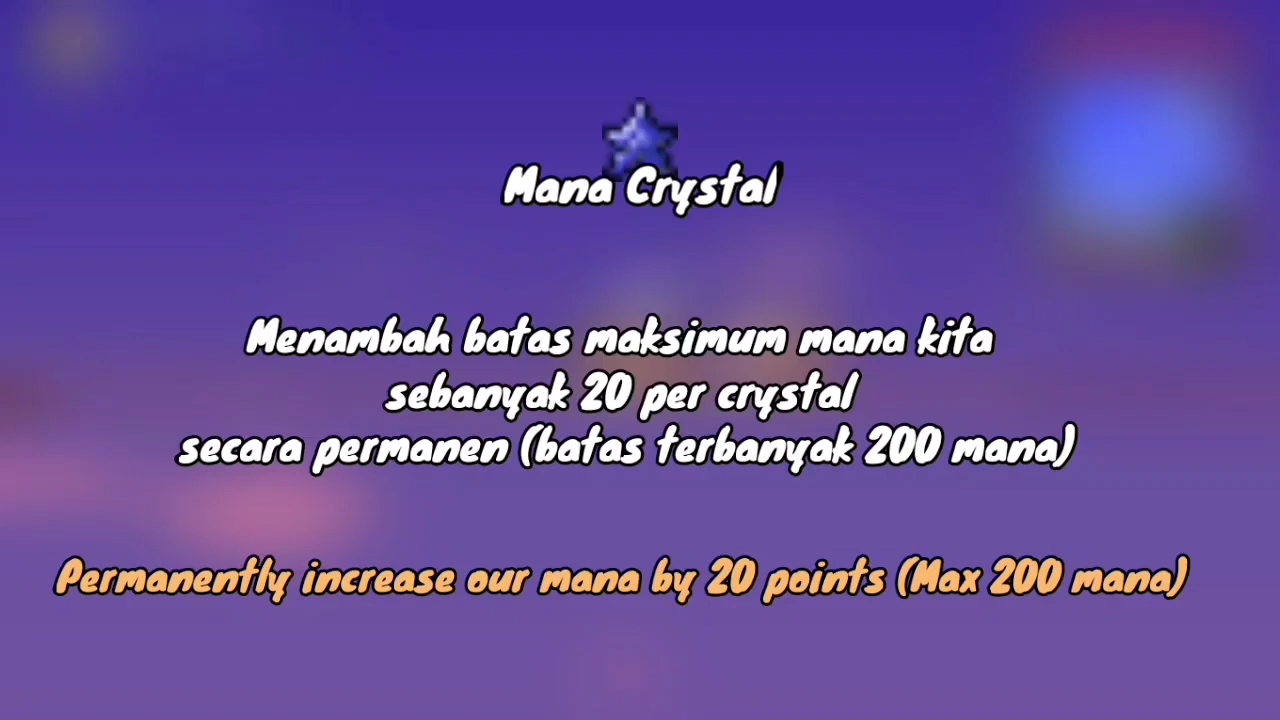 Mana Crystal
Menambah batas maksimum mana kita
sebanyak 20 per crystal
secara permanen (batas terbanyak 200 mana)
Permanently increase our mana by 20 points (Max 200 mana)